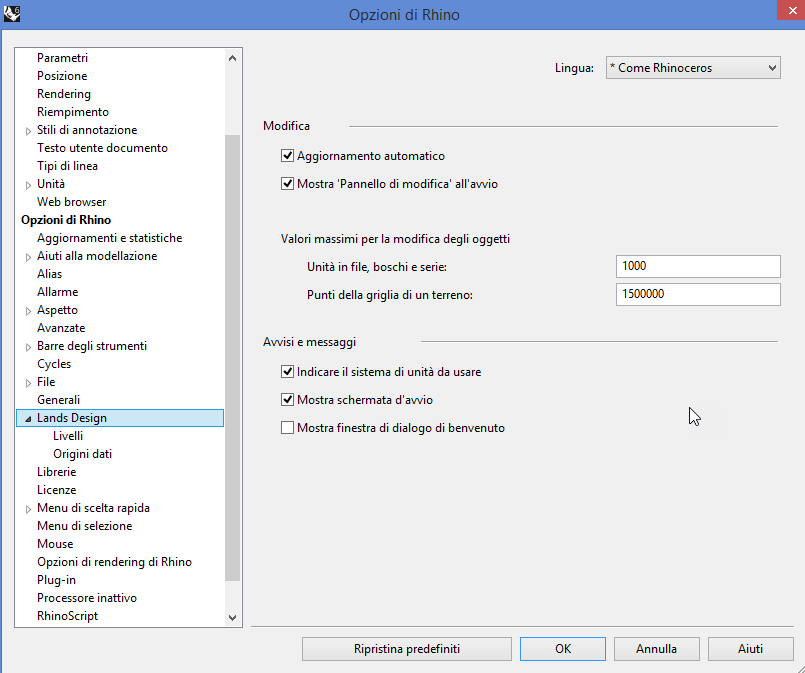 Opzioni di Rhino
Parametri
Posizione
Rendering
Riempimento
Stili di annotazione
Testo utente documento
Tipi di linea
Unità
Web browser
Opzioni di Rhino
Aggiornamenti e statistiche
Aiuti alla modellazione
Alias
Allarme
Aspetto
Avanzate
Barre degli strumenti
Cycles
File
Generali
Lands Design
Livelli
Origini dati
Librerie
Licenze
Menu di scelta rapida
Menu di selezione
Mouse
Opzioni di rendering di Rhino
Plug-in
Processore inattivo
RhinoScript
Lingua: * Come Rhinoceros
Modifica
Aggiornamento automatico
Mostra 'Pannello di modifica' all'avvio
Valori massimi per la modifica degli oggetti
Unità in file, boschi e serie: 1000
Punti della griglia di un terreno: 1500000
Avvisi e messaggi
Indicare il sistema di unità da usare
Mostra schermata d'avvio
Mostra finestra di dialogo di benvenuto
Ripristina predefiniti OK Annulla Aiuti